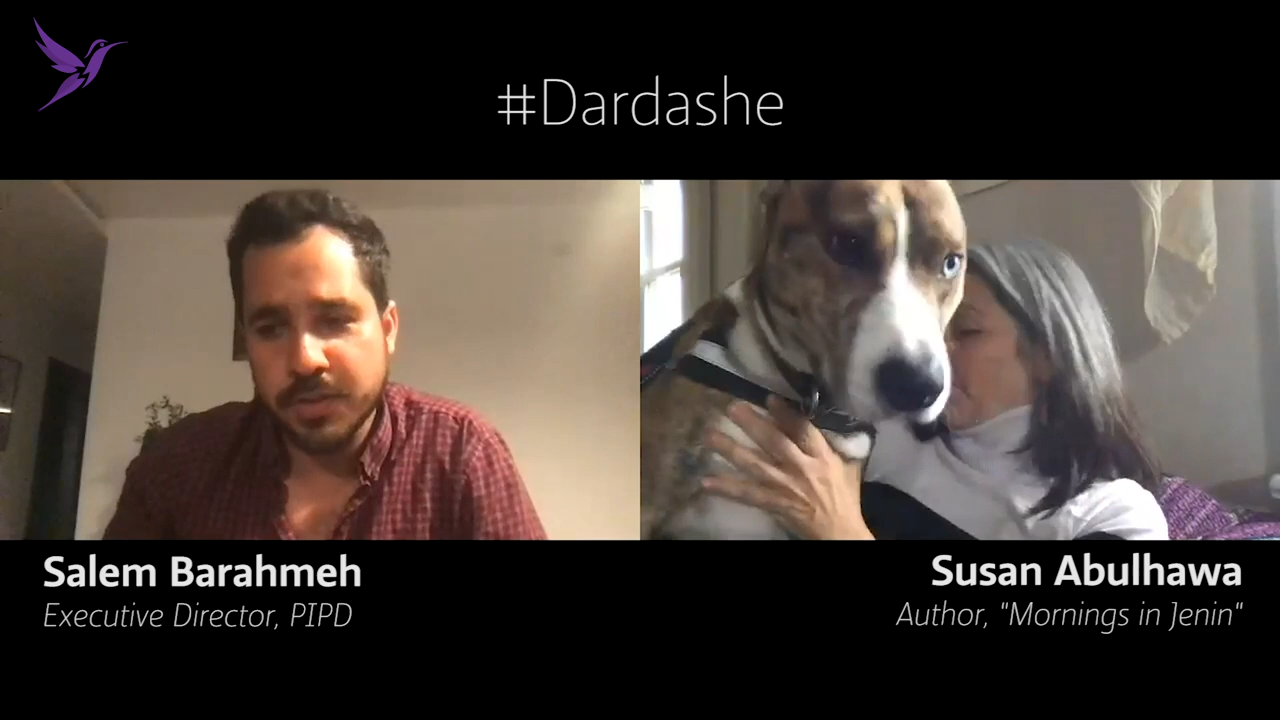 #Dardashe
Salem Barahmeh
Executive Director, PIPD
Susan Abulhawa
Author, "Mornings in Jenin"